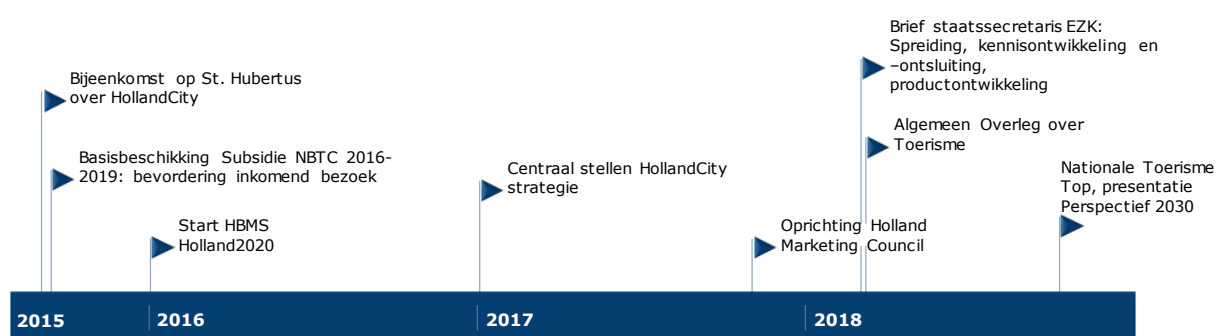 Bijeenkomst op St. Hubertus
over HollandCity
Basisbeschikking Subsidie NBTC 2016-
2019: bevordering inkomend bezoek
Start HBMS
Holland2020
Centraal stellen HollandCity
strategie
Oprichting Holland
Marketing Council
Brief staatssecretaris EZK:
Spreiding, kennisontwikkeling en
–ontsluiting,
productontwikkeling
Algemeen Overleg over
Toerisme
Nationale Toerisme
Top, presentatie
Perspectief 2030
2015
2016
2017
2018